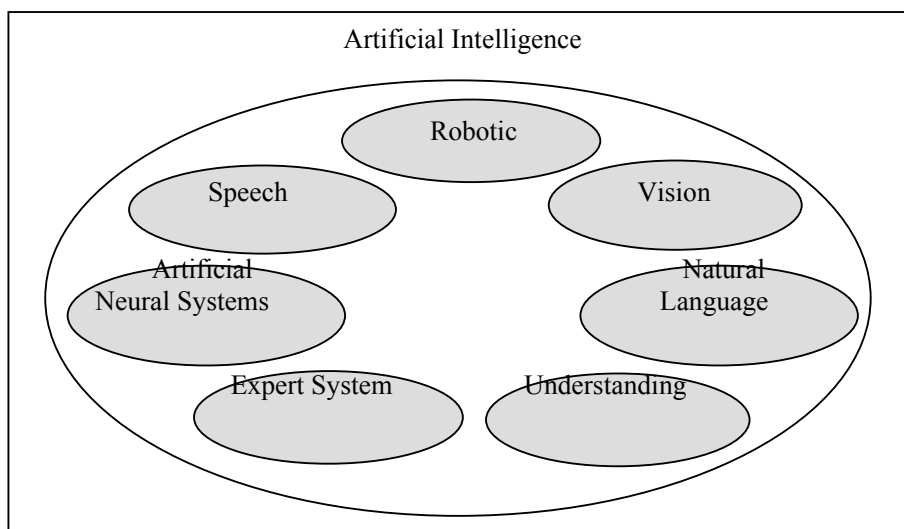 Artificial Intelligence
Robotic
Speech
Vision
Artificial
Neural Systems
Natural
Language
Expert System
Understanding